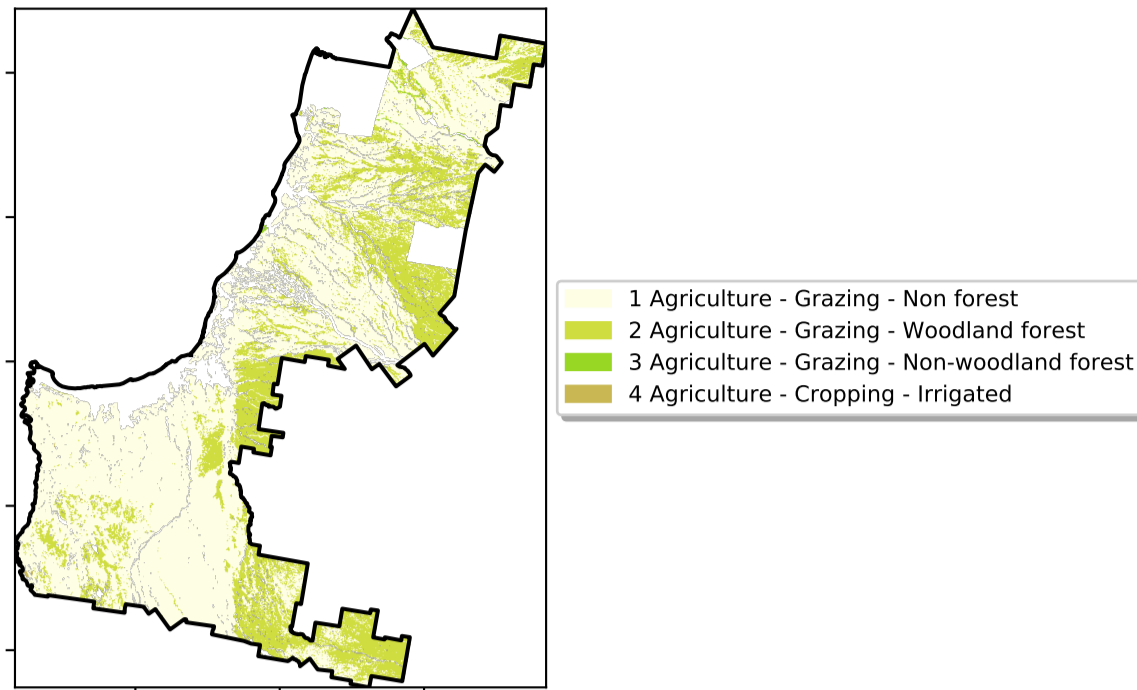 1 Agriculture - Grazing - Non forest
2 Agriculture - Grazing - Woodland forest
3 Agriculture - Grazing - Non-woodland forest
4 Agriculture - Cropping - Irrigated